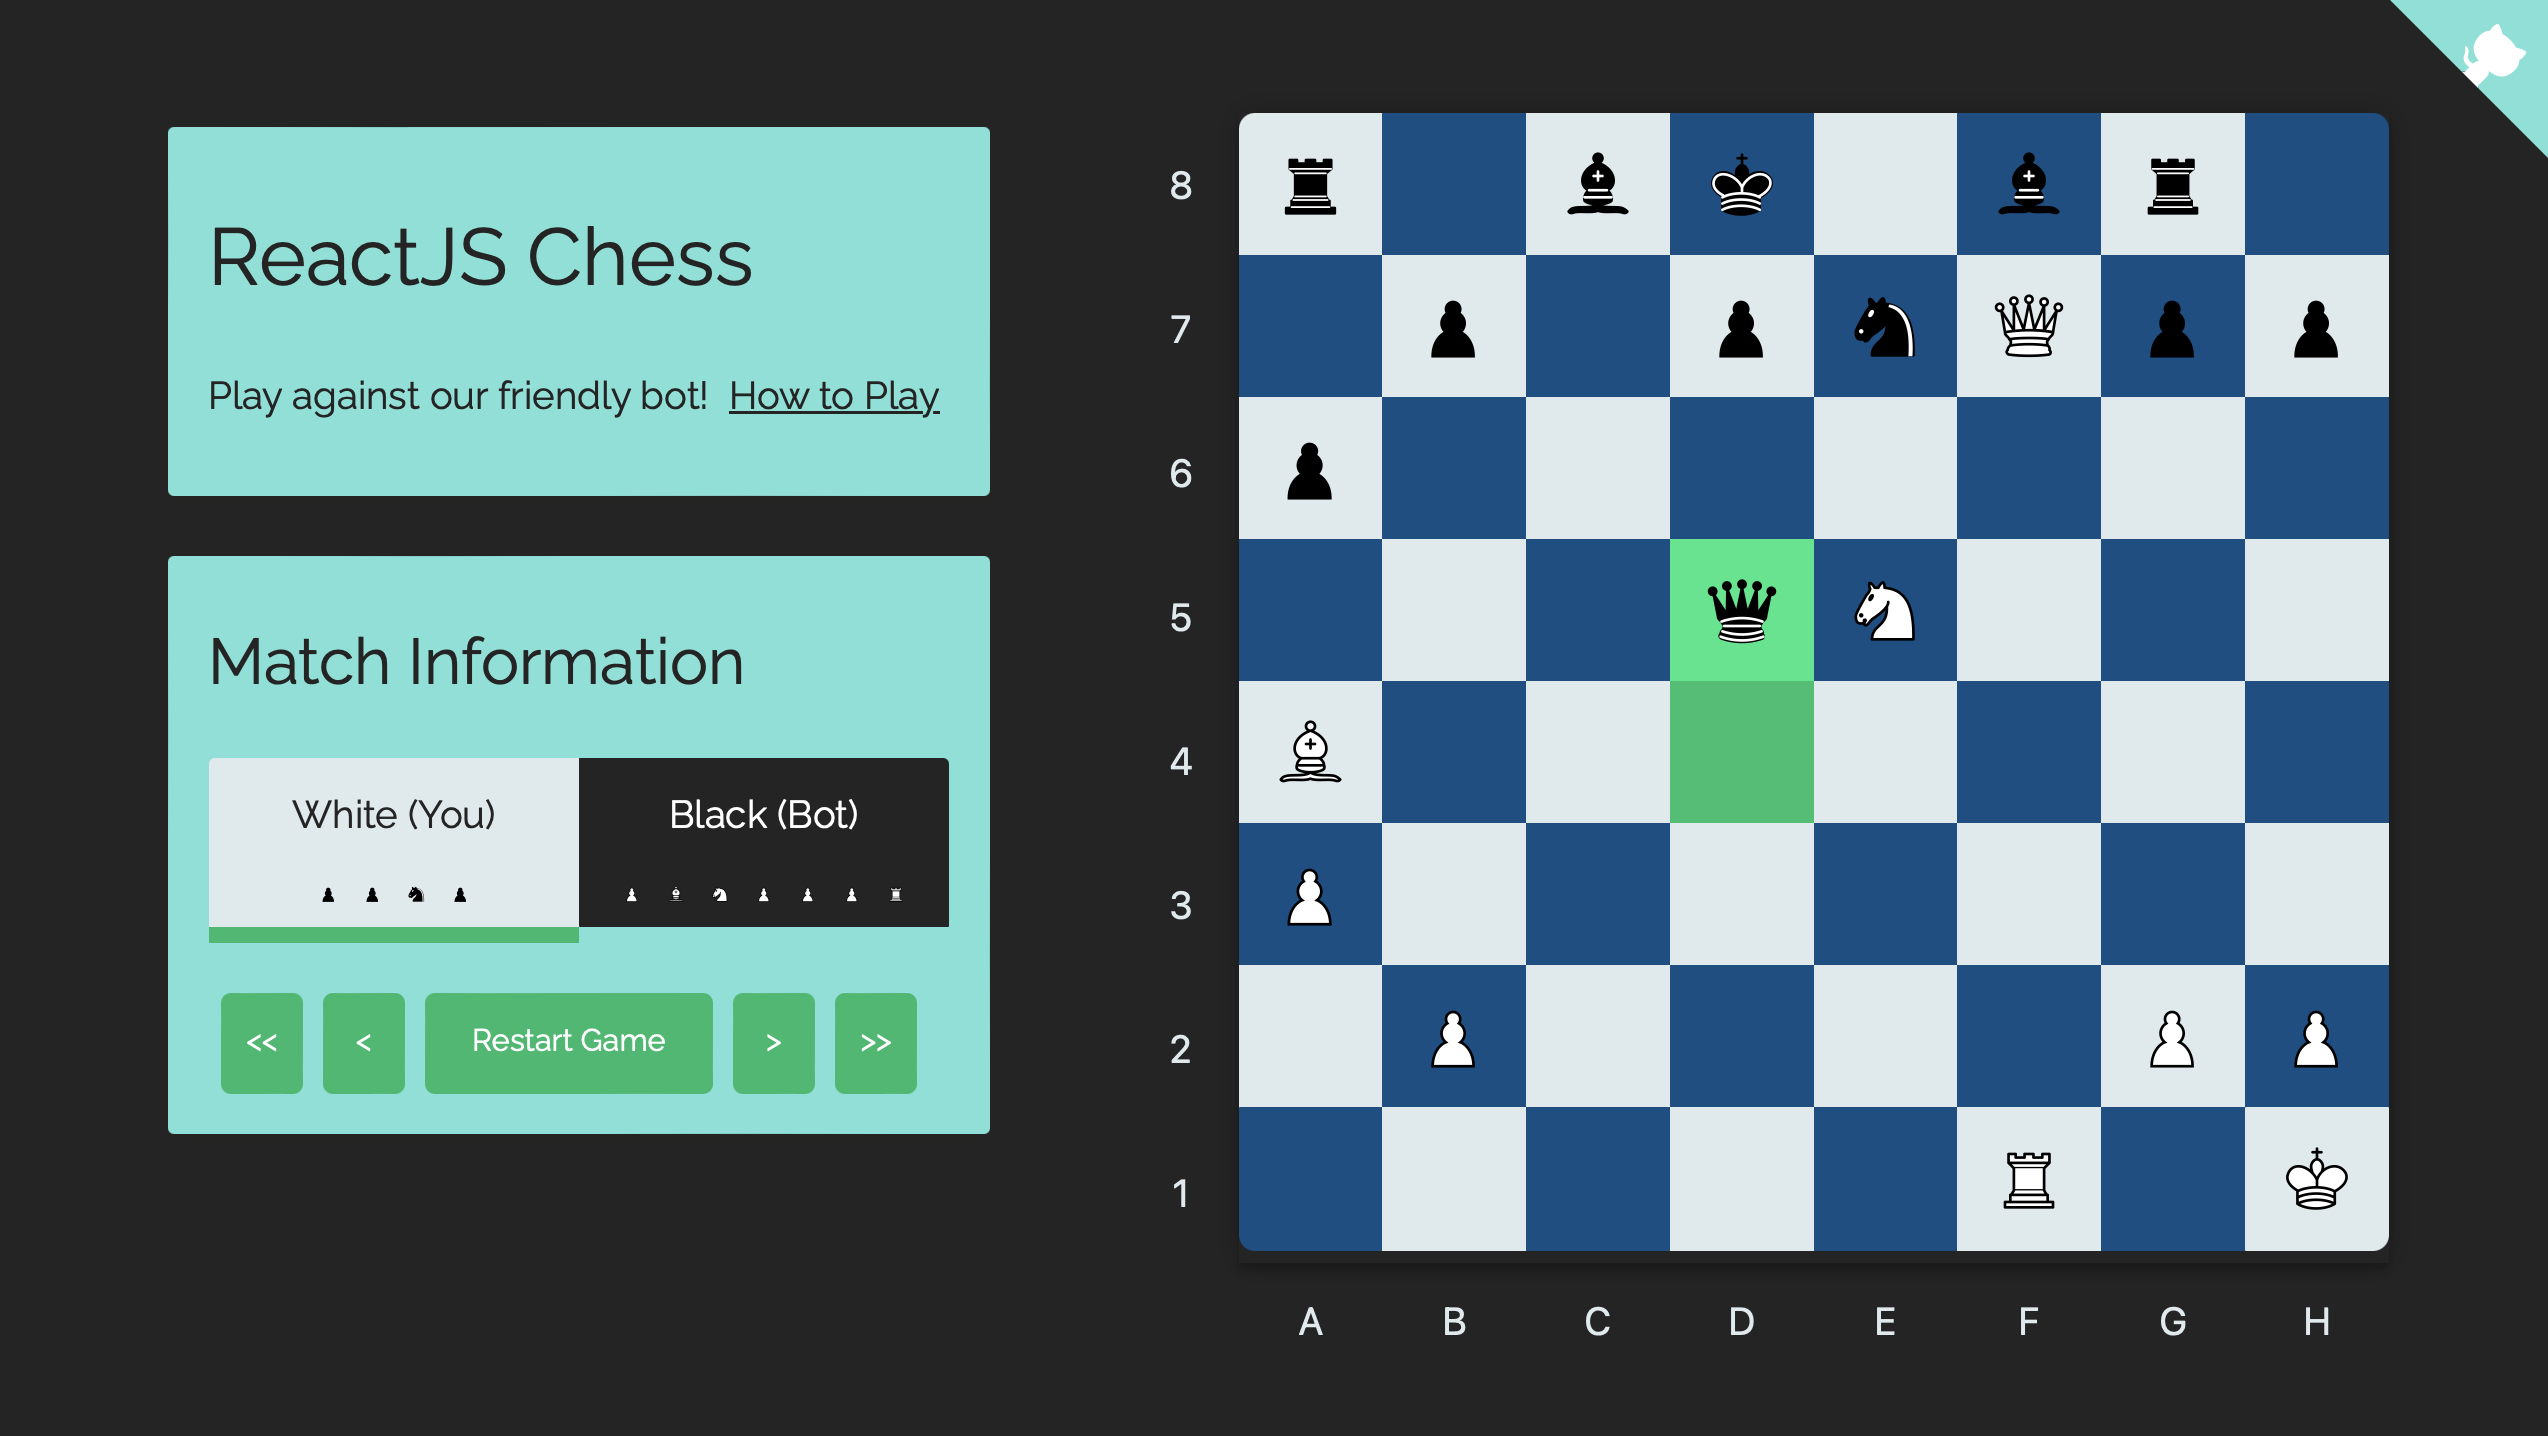 ReactJS Chess
Play against our friendly bot! How to Play
Match Information
White (You)
Black (Bot)
<<
<
Restart Game
>
>>
8
7
6
5
4
3
2
1
A B C D E F G H